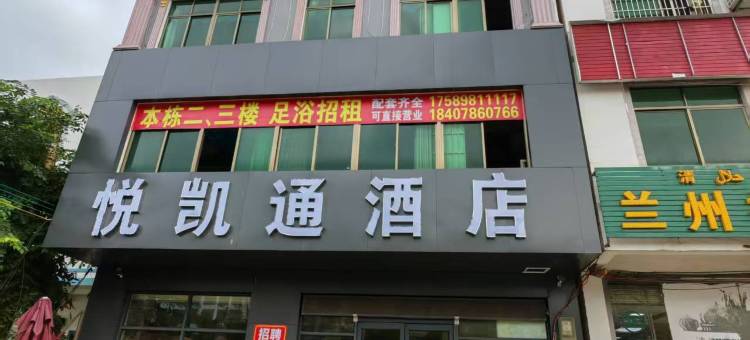 本栋二、三楼 足浴招租 配套齐全 17589811117
可直接营业 18407860766
悦凯通酒店
清
兰州
招聘